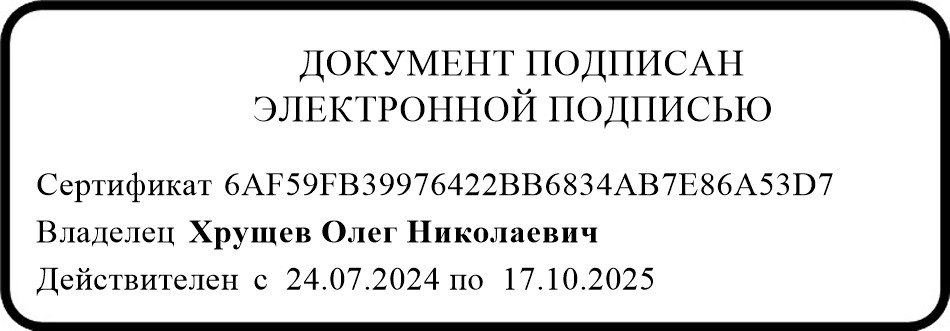 ДОКУМЕНТ ПОДПИСАН
ЭЛЕКТРОННОЙ ПОДПИСЬЮ
Сертификат 6AF59FB39976422BB6834AB7E86A53D7
Владелец Хрущев Олег Николаевич
Действителен с 24.07.2024 по 17.10.2025